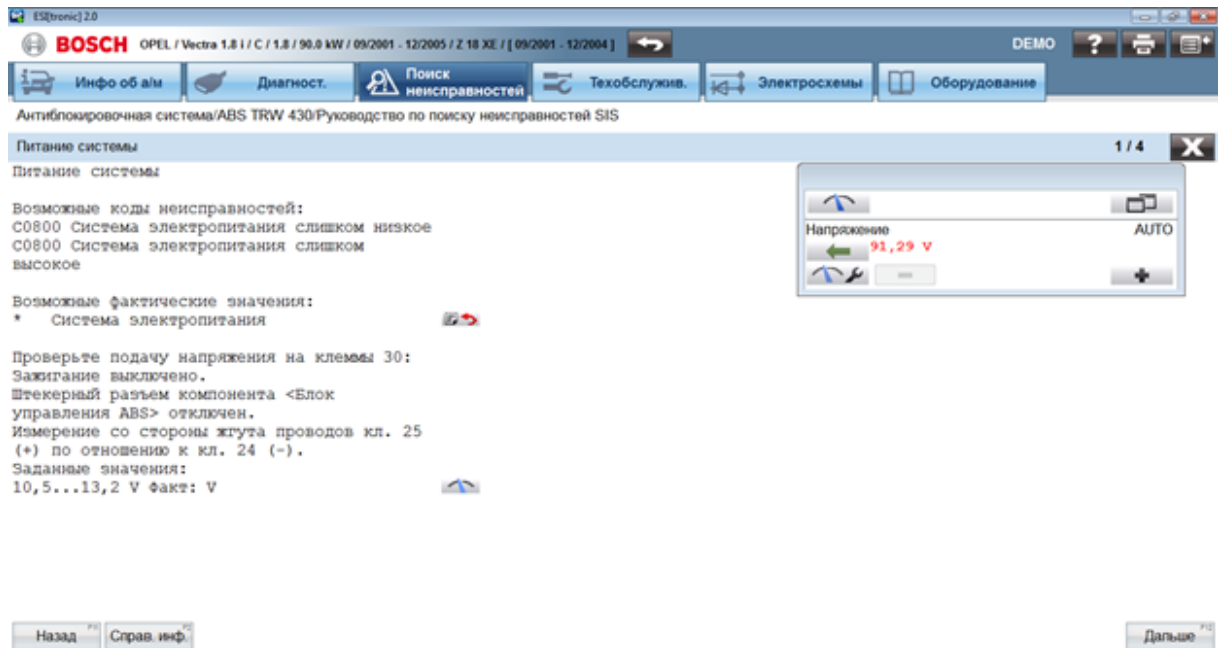 ESI[tronic] 2.0
BOSCH OPEL / Vectra 1.8 i / C / 1.8 / 90.0 kW / 09/2001 - 12/2005 / Z 18 XE / [ 09/2001 - 12/2004 ] DEMO ?
Инфо об а/м Диагност. Поиск неисправностей Техобслужив. Электросхемы Оборудование
Антиблокировочная система/ABS TRW 430/Руководство по поиску неисправностей SIS
Питание системы 1 / 4 X
Питание системы
Возможные коды неисправностей:
C0800 Система электропитания слишком низкое
C0800 Система электропитания слишком
высокое
Возможные фактические значения:
* Система электропитания
Проверьте подачу напряжения на клеммы 30:
Зажигание выключено.
Штекерный разъем компонента <Блок
управления ABS> отключен.
Измерение со стороны жгута проводов кл. 25
(+) по отношению к кл. 24 (-).
Заданные значения:
10,5...13,2 V Факт: V
Напряжение AUTO
91,29 V
Назад Справ. инф. Дальше